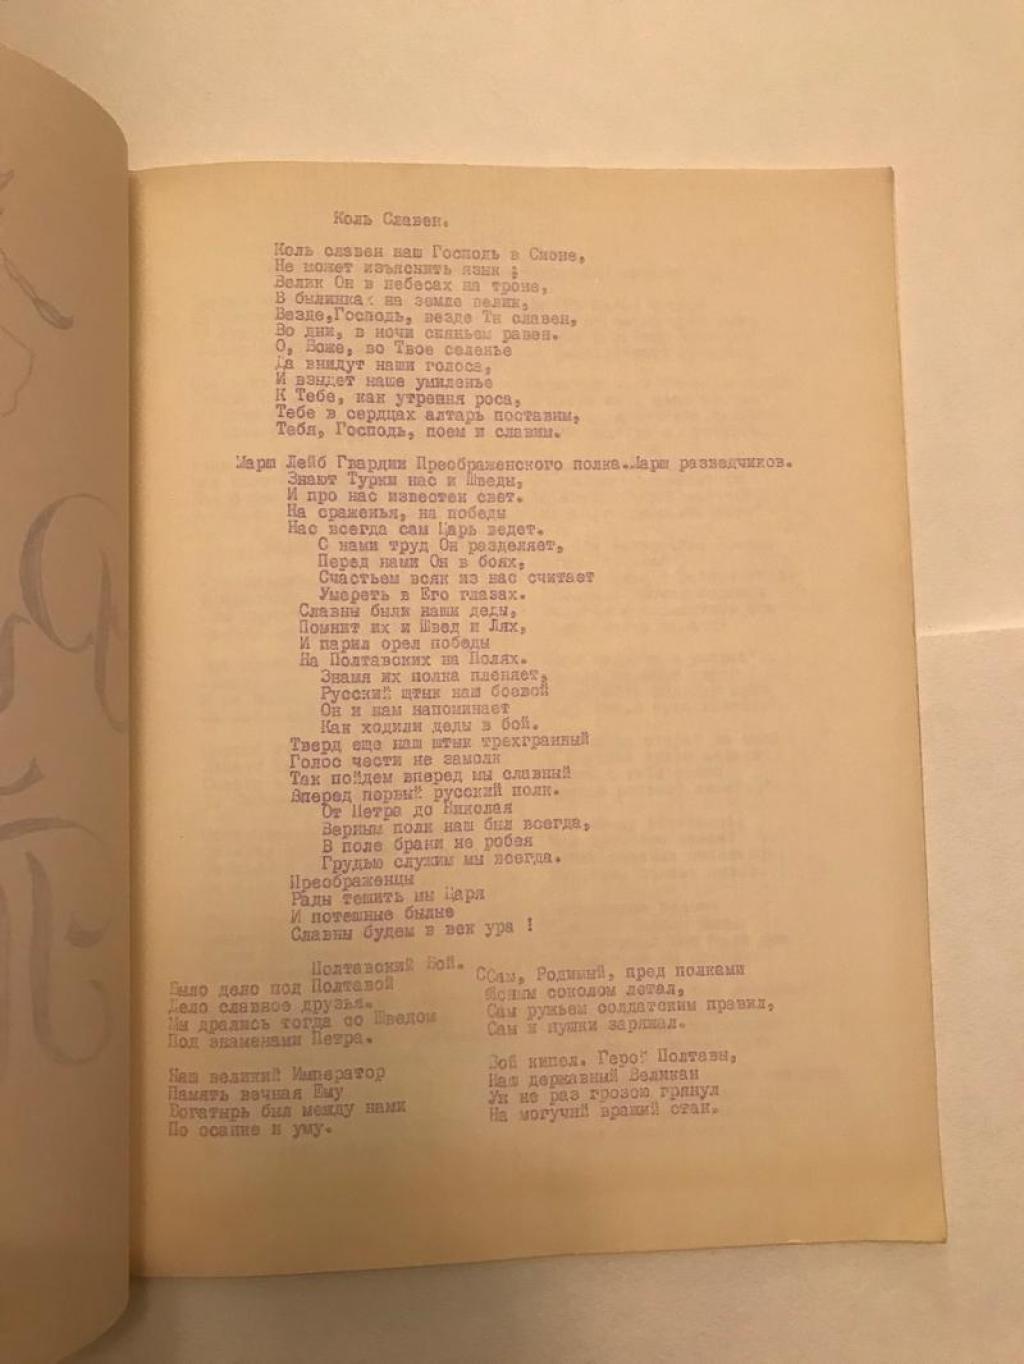 Коль Славен.
Коль славен наш Господь в Сионе,
Не может изъяснить язык ;
Велик Он в небесах на троне,
В былинках на земле велик,
Везде,Господь, везде Ты славен,
Во дни, в ночи сияньем равен.
О, Боже, во Твое селенье
Да внидут наши голоса,
И взыдет наше умиленье
К Тебе, как утрення роса,
Тебе в сердцах алтарь поставим,
Тебя, Господь, поем и славим.
Марш Лейб Гвардии Преображенского полка.Марш разведчиков.
Знают Турки нас и Шведы,
И про нас известен свет.
На сраженья, на победы
Нас всегда сам Царь ведет.
С нами труд Он разделяет,
Перед нами Он в боях,
Счастьем всяк из нас считает
Умереть в Его глазах.
Славны были наши деды,
Помнит их и Швед и Лях,
И парил орел победы
На Полтавских на Полях.
Знамя их полка пленяет,
Русский щтык наш боевой
Он и нам напоминает
Как ходили деды в бой.
Тверд еще наш штык трехгранный
Голос чести не замолк
Так пойдем вперед мы славный
Вперед первый русский полк.
От Петра до Николая
Верным полк наш был всегда,
В поле брани не робея
Грудью служим мы всегда.
Преображенцы
Рады тешить мы Царя
И потешные былые
Славны будем в век ура !
Полтавский Бой.
Было дело под Полтавой
Дело славное друзья.
Мы дрались тогда со Шведом
Под знаменами Петра.
Наш великий Император
Память вечная Ему
Богатырь был между нами
По осанке и уму.
ССам, Родимый, пред полками
Ясным соколом летал,
Сам ружьем солдатским правил,
Сам и пушки заряжал.
Бой кипел. Герой Полтавы,
Наш державный Великан
Уж не раз грозою грянул
На могучий вражий стан.